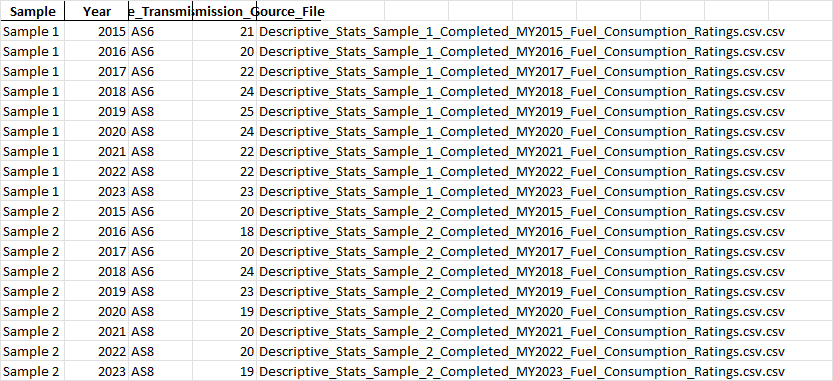 Sample Year e_Transmis mission_G ource_File
Sample 1 2015 AS6 21 Descriptive_Stats_Sample_1_Completed_MY2015_Fuel_Consumption_Ratings.csv.csv
Sample 1 2016 AS6 20 Descriptive_Stats_Sample_1_Completed_MY2016_Fuel_Consumption_Ratings.csv.csv
Sample 1 2017 AS6 22 Descriptive_Stats_Sample_1_Completed_MY2017_Fuel_Consumption_Ratings.csv.csv
Sample 1 2018 AS6 24 Descriptive_Stats_Sample_1_Completed_MY2018_Fuel_Consumption_Ratings.csv.csv
Sample 1 2019 AS8 25 Descriptive_Stats_Sample_1_Completed_MY2019_Fuel_Consumption_Ratings.csv.csv
Sample 1 2020 AS8 24 Descriptive_Stats_Sample_1_Completed_MY2020_Fuel_Consumption_Ratings.csv.csv
Sample 1 2021 AS8 22 Descriptive_Stats_Sample_1_Completed_MY2021_Fuel_Consumption_Ratings.csv.csv
Sample 1 2022 AS8 22 Descriptive_Stats_Sample_1_Completed_MY2022_Fuel_Consumption_Ratings.csv.csv
Sample 1 2023 AS8 23 Descriptive_Stats_Sample_1_Completed_MY2023_Fuel_Consumption_Ratings.csv.csv
Sample 2 2015 AS6 20 Descriptive_Stats_Sample_2_Completed_MY2015_Fuel_Consumption_Ratings.csv.csv
Sample 2 2016 AS6 18 Descriptive_Stats_Sample_2_Completed_MY2016_Fuel_Consumption_Ratings.csv.csv
Sample 2 2017 AS6 20 Descriptive_Stats_Sample_2_Completed_MY2017_Fuel_Consumption_Ratings.csv.csv
Sample 2 2018 AS6 24 Descriptive_Stats_Sample_2_Completed_MY2018_Fuel_Consumption_Ratings.csv.csv
Sample 2 2019 AS8 23 Descriptive_Stats_Sample_2_Completed_MY2019_Fuel_Consumption_Ratings.csv.csv
Sample 2 2020 AS8 19 Descriptive_Stats_Sample_2_Completed_MY2020_Fuel_Consumption_Ratings.csv.csv
Sample 2 2021 AS8 20 Descriptive_Stats_Sample_2_Completed_MY2021_Fuel_Consumption_Ratings.csv.csv
Sample 2 2022 AS8 20 Descriptive_Stats_Sample_2_Completed_MY2022_Fuel_Consumption_Ratings.csv.csv
Sample 2 2023 AS8 19 Descriptive_Stats_Sample_2_Completed_MY2023_Fuel_Consumption_Ratings.csv.csv